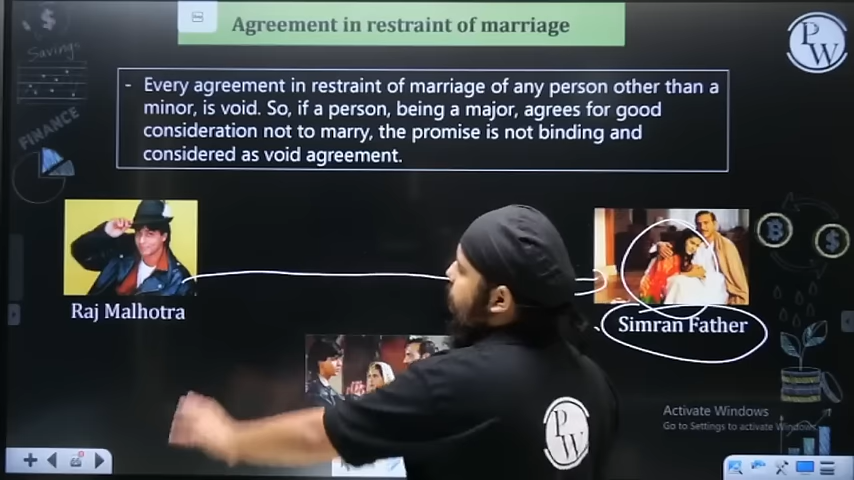 Agreement in restraint of marriage
P
W
Savings
- Every agreement in restraint of marriage of any person other than a
minor, is void. So, if a person, being a major, agrees for good
consideration not to marry, the promise is not binding and
considered as void agreement.
FINANCE
Raj Malhotra
Simran Father
P
W
Activate Windows
Go to Settings to activate Windows.